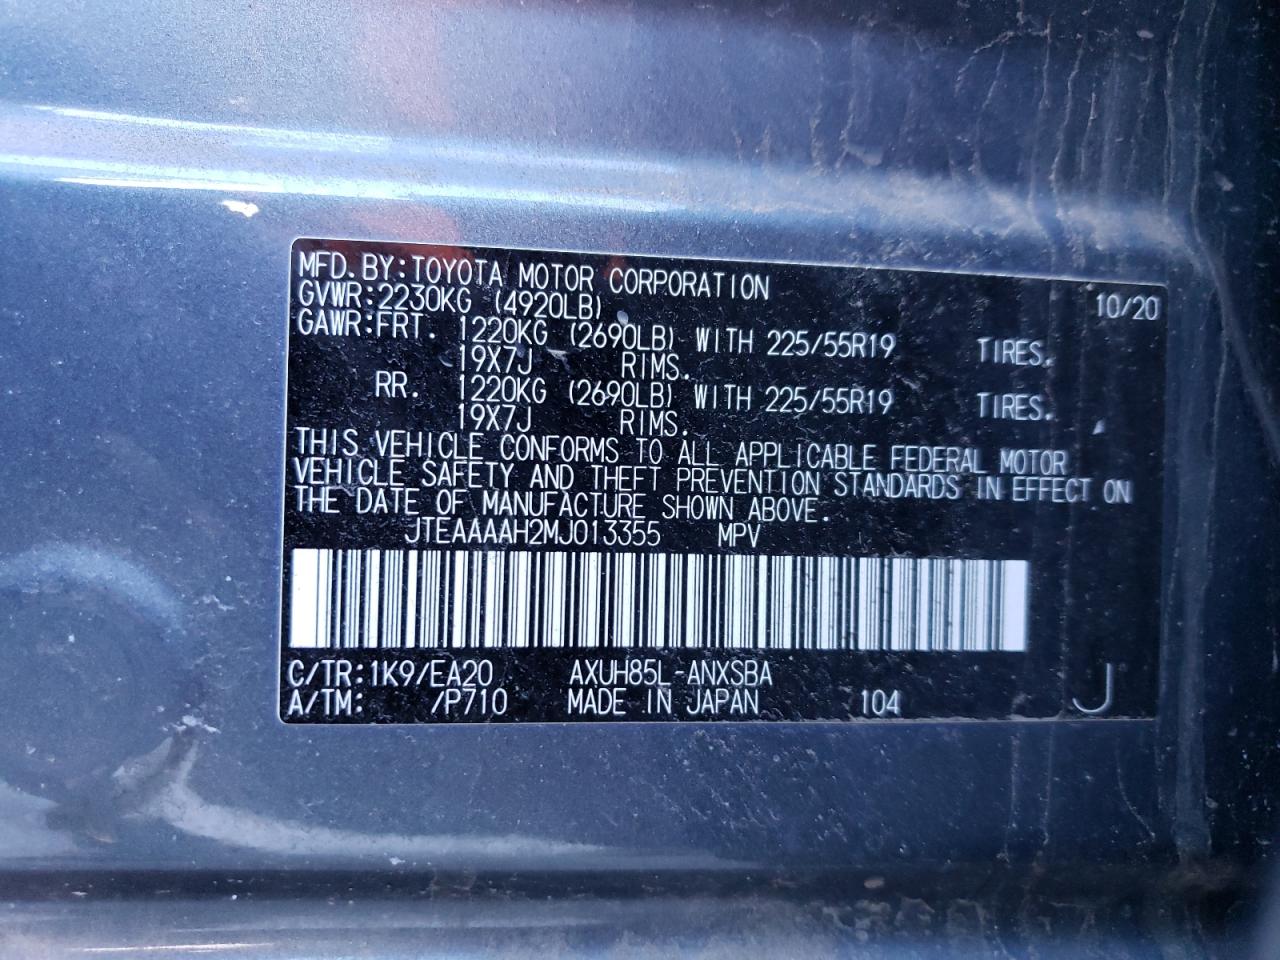 MFD. BY: TOYOTA MOTOR CORPORATION 10/20
GVWR: 2230KG (4920LB)
GAWR: FRT. 1220KG (2690LB) WITH 225/55R19 TIRES.
19X7J RIMS.
RR. 1220KG (2690LB) WITH 225/55R19 TIRES.
19X7J RIMS.
THIS VEHICLE CONFORMS TO ALL APPLICABLE FEDERAL MOTOR
VEHICLE SAFETY AND THEFT PREVENTION STANDARDS IN EFFECT ON
THE DATE OF MANUFACTURE SHOWN ABOVE.
JTEAAAAH2MJ013355 MPV
C/TR: 1K9/EA20 AXUH85L-ANXSBA
A/TM: /P710 MADE IN JAPAN 104 J